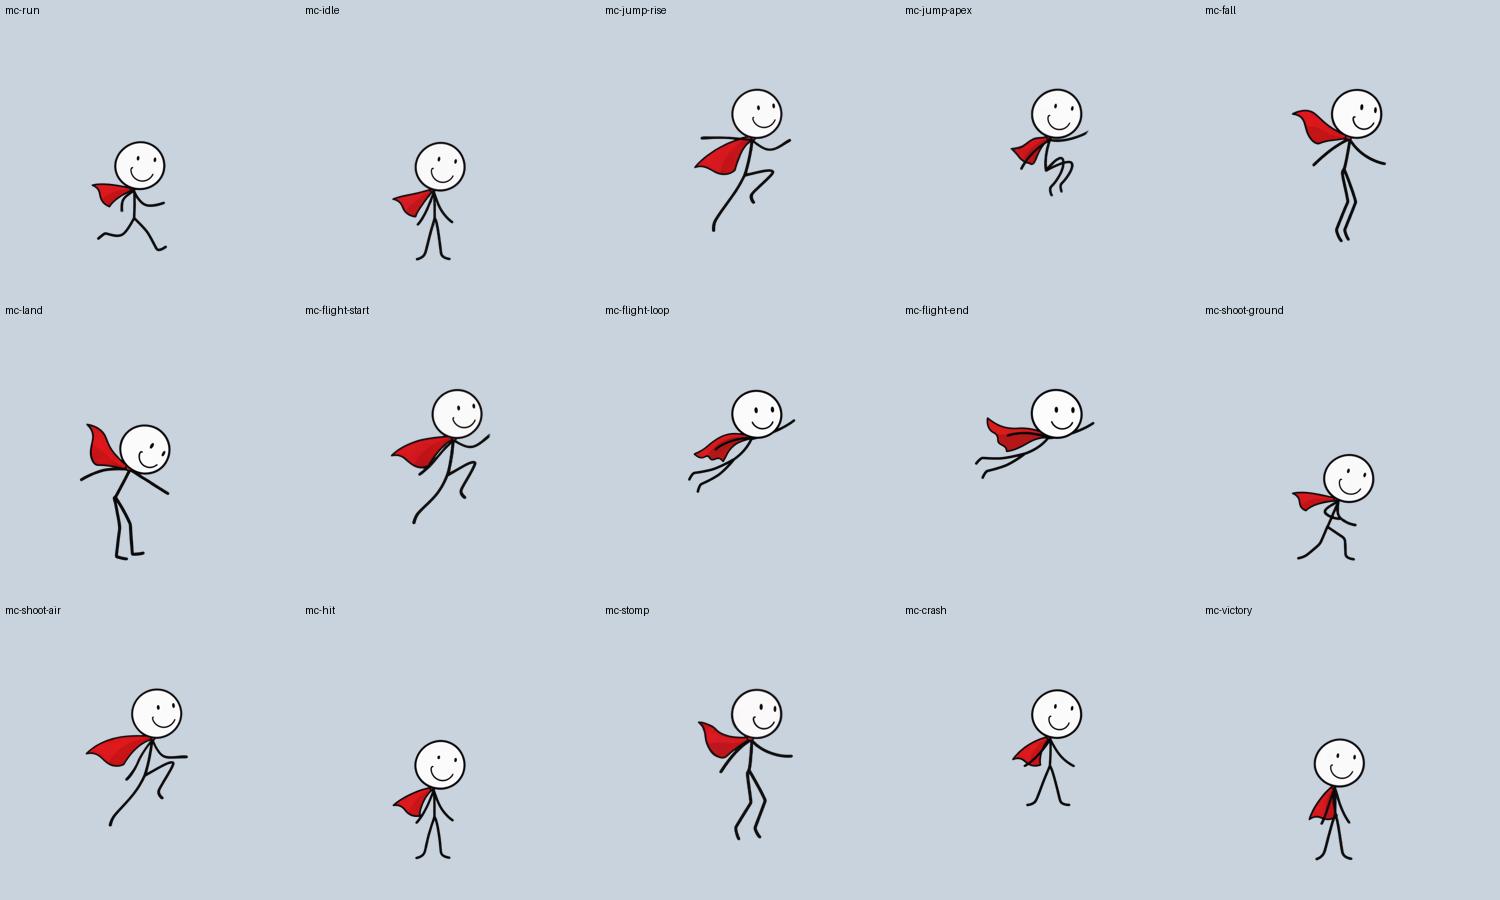 mc-run
mc-idle
mc-jump-rise
mc-jump-apex
mc-fall
mc-land
mc-flight-start
mc-flight-loop
mc-flight-end
mc-shoot-ground
mc-shoot-air
mc-hit
mc-stomp
mc-crash
mc-victory